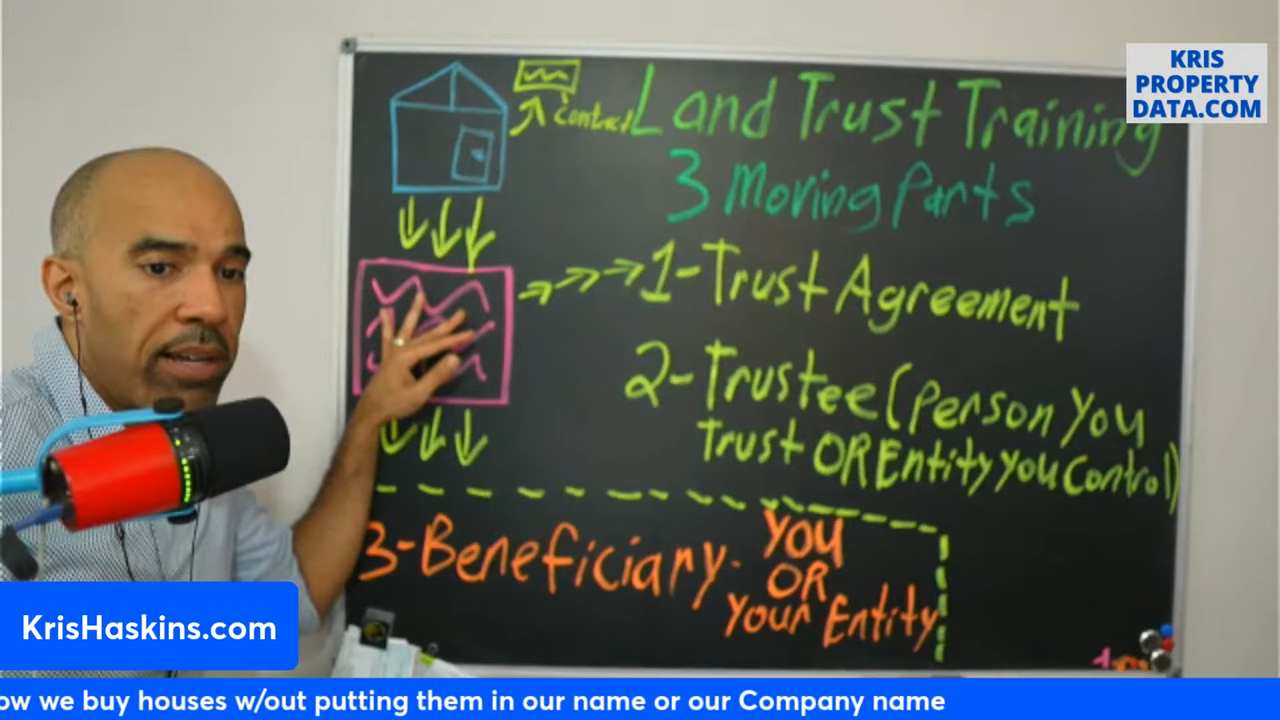 KRIS
PROPERTY
DATA.COM
Land Trust Training
contract
3 Moving Parts
1-Trust Agreement
2-Trustee (Person You
Trust OR Entity you Control)
3-Beneficiary- YOU
OR
Your Entity
KrisHaskins.com
ow we buy houses w/out putting them in our name or our Company name